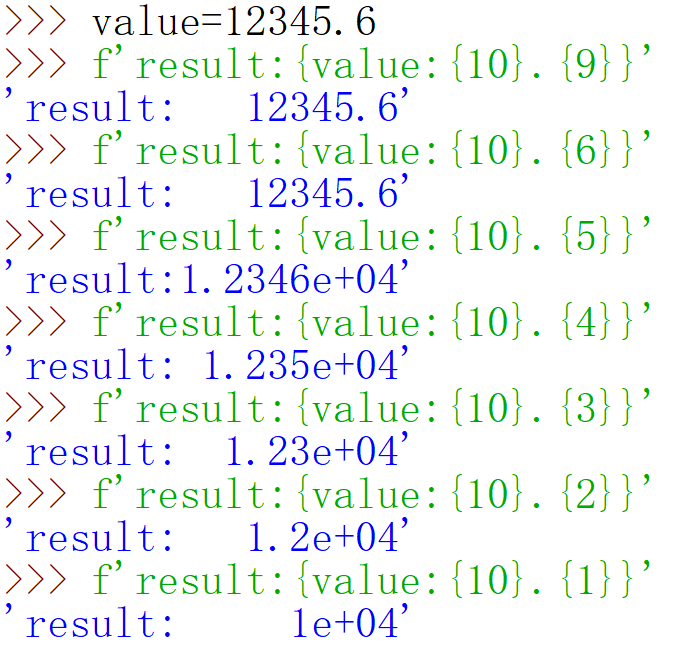 >>> value=12345.6
>>> f'result:{value:{10}.{9}}'
'result:   12345.6'
>>> f'result:{value:{10}.{6}}'
'result:   12345.6'
>>> f'result:{value:{10}.{5}}'
'result:1.2346e+04'
>>> f'result:{value:{10}.{4}}'
'result: 1.235e+04'
>>> f'result:{value:{10}.{3}}'
'result:  1.23e+04'
>>> f'result:{value:{10}.{2}}'
'result:   1.2e+04'
>>> f'result:{value:{10}.{1}}'
'result:     1e+04'